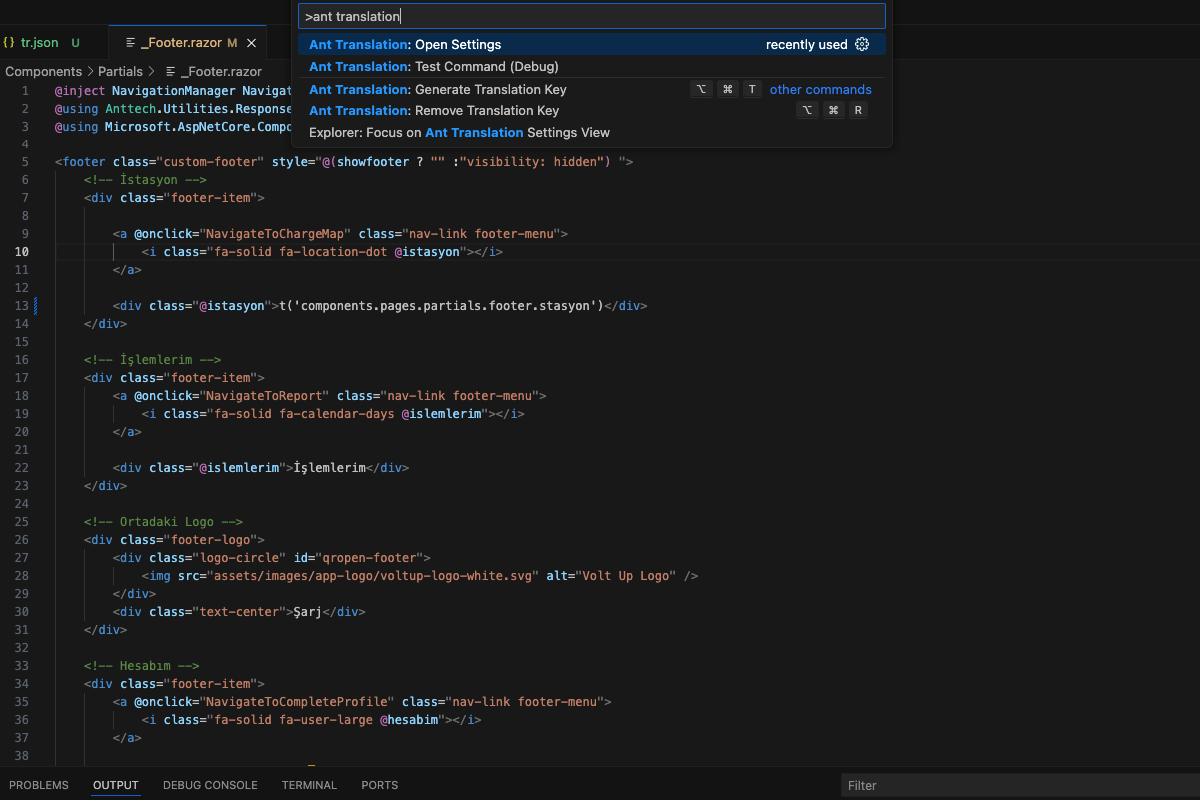 >ant translation
Ant Translation: Open Settings recently used
Ant Translation: Test Command (Debug)
Ant Translation: Generate Translation Key ⌥ ⌘ T other commands
Ant Translation: Remove Translation Key ⌥ ⌘ R
Explorer: Focus on Ant Translation Settings View
{} tr.json U
_Footer.razor M
Components > Partials > _Footer.razor
1 @inject NavigationManager Navigat
2 @using Anttech.Utilities.Response
3 @using Microsoft.AspNetCore.Compo
4
5 <footer class="custom-footer" style="@(showfooter ? "" :"visibility: hidden") ">
6 <!-- İstasyon -->
7 <div class="footer-item">
8
9 <a @onclick="NavigateToChargeMap" class="nav-link footer-menu">
10 <i class="fa-solid fa-location-dot @istasyon"></i>
11 </a>
12
13 <div class="@istasyon">t('components.pages.partials.footer.stasyon')</div>
14 </div>
15
16 <!-- İşlemlerim -->
17 <div class="footer-item">
18 <a @onclick="NavigateToReport" class="nav-link footer-menu">
19 <i class="fa-solid fa-calendar-days @islemlerim"></i>
20 </a>
21
22 <div class="@islemlerim">İşlemlerim</div>
23 </div>
24
25 <!-- Ortadaki Logo -->
26 <div class="footer-logo">
27 <div class="logo-circle" id="qropen-footer">
28 <img src="assets/images/app-logo/voltup-logo-white.svg" alt="Volt Up Logo" />
29 </div>
30 <div class="text-center">Şarj</div>
31 </div>
32
33 <!-- Hesabım -->
34 <div class="footer-item">
35 <a @onclick="NavigateToCompleteProfile" class="nav-link footer-menu">
36 <i class="fa-solid fa-user-large @hesabim"></i>
37 </a>
38
PROBLEMS OUTPUT DEBUG CONSOLE TERMINAL PORTS Filter